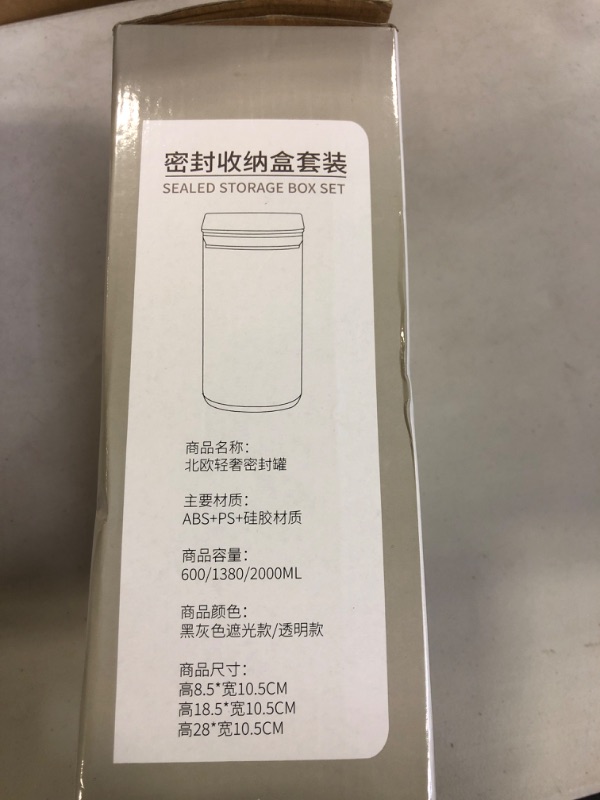 密封收纳盒套装
SEALED STORAGE BOX SET
商品名称：
北欧轻奢密封罐
主要材质：
ABS+PS+硅胶材质
商品容量：
600/1380/2000ML
商品颜色：
黑灰色遮光款/透明款
商品尺寸：
高8.5*宽10.5CM
高18.5*宽10.5CM
高28*宽10.5CM